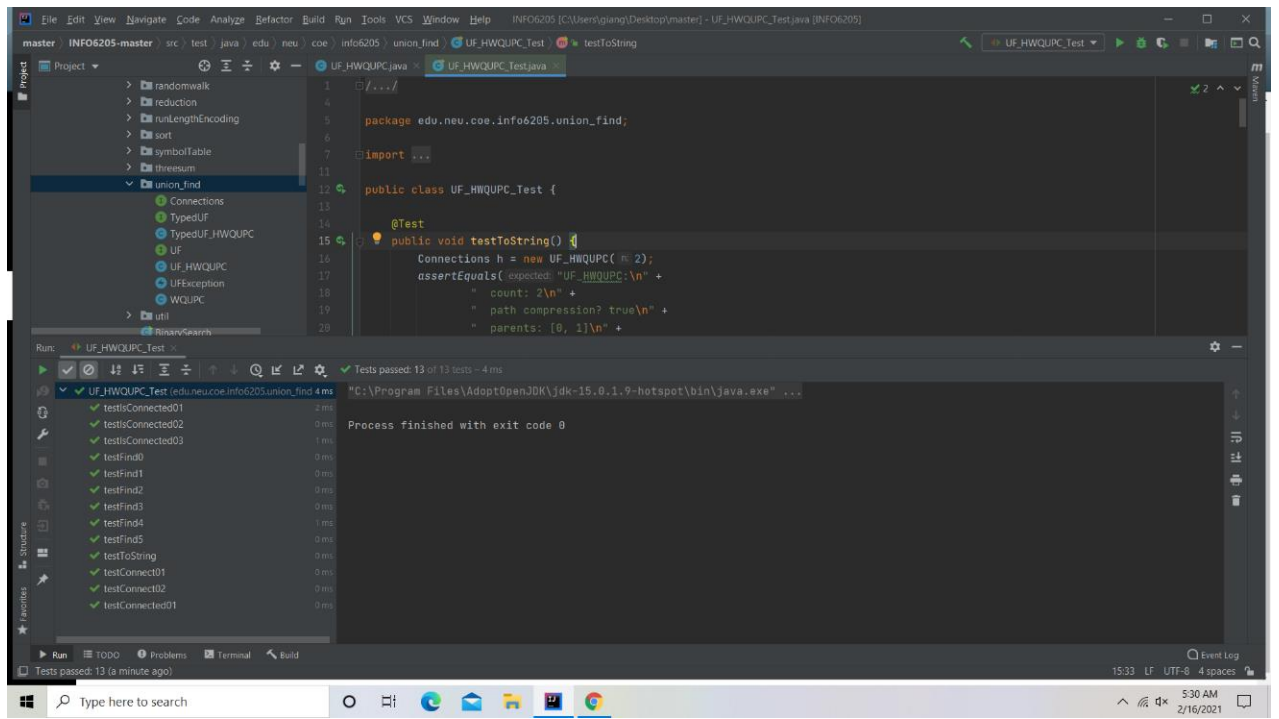 File Edit View Navigate Code Analyze Refactor Build Run Tools VCS Window Help INFO6205 [C:\Users\giang\Desktop\master] - UF_HWQUPC_Test.java [INFO6205]
master INFO6205-master src test java edu neu coe info6205 union_find UF_HWQUPC_Test testToString UF_HWQUPC_Test
Project UF_HWQUPC.java UF_HWQUPC_Test.java
Project
Maven
randomwalk
reduction
runLengthEncoding
sort
symbolTable
threesum
union_find
Connections
TypedUF
TypedUF_HWQUPC
UF
UF_HWQUPC
UFException
WQUPC
util
BinarySearch
1 /.../
4
5 package edu.neu.coe.info6205.union_find;
6
7 import ...
11
12 public class UF_HWQUPC_Test {
13
14 @Test
15 public void testToString() {
16 Connections h = new UF_HWQUPC( n: 2);
17 assertEquals( expected: "UF_HWQUPC:\n" +
18 " count: 2\n" +
19 " path compression? true\n" +
20 " parents: [0, 1]\n" +
2
Run: UF_HWQUPC_Test
Tests passed: 13 of 13 tests – 4 ms
UF_HWQUPC_Test (edu.neu.coe.info6205.union_find 4 ms
testIsConnected01 2 ms
testIsConnected02 0 ms
testIsConnected03 1 ms
testFind0 0 ms
testFind1 0 ms
testFind2 0 ms
testFind3 0 ms
testFind4 1 ms
testFind5 0 ms
testToString 0 ms
testConnect01 0 ms
testConnect02 0 ms
testConnected01 0 ms
"C:\Program Files\AdoptOpenJDK\jdk-15.0.1.9-hotspot\bin\java.exe" ...
Process finished with exit code 0
Structure
Favorites
Run TODO Problems Terminal Build Event Log
Tests passed: 13 (a minute ago) 15:33 LF UTF-8 4 spaces
Type here to search
5:30 AM
2/16/2021